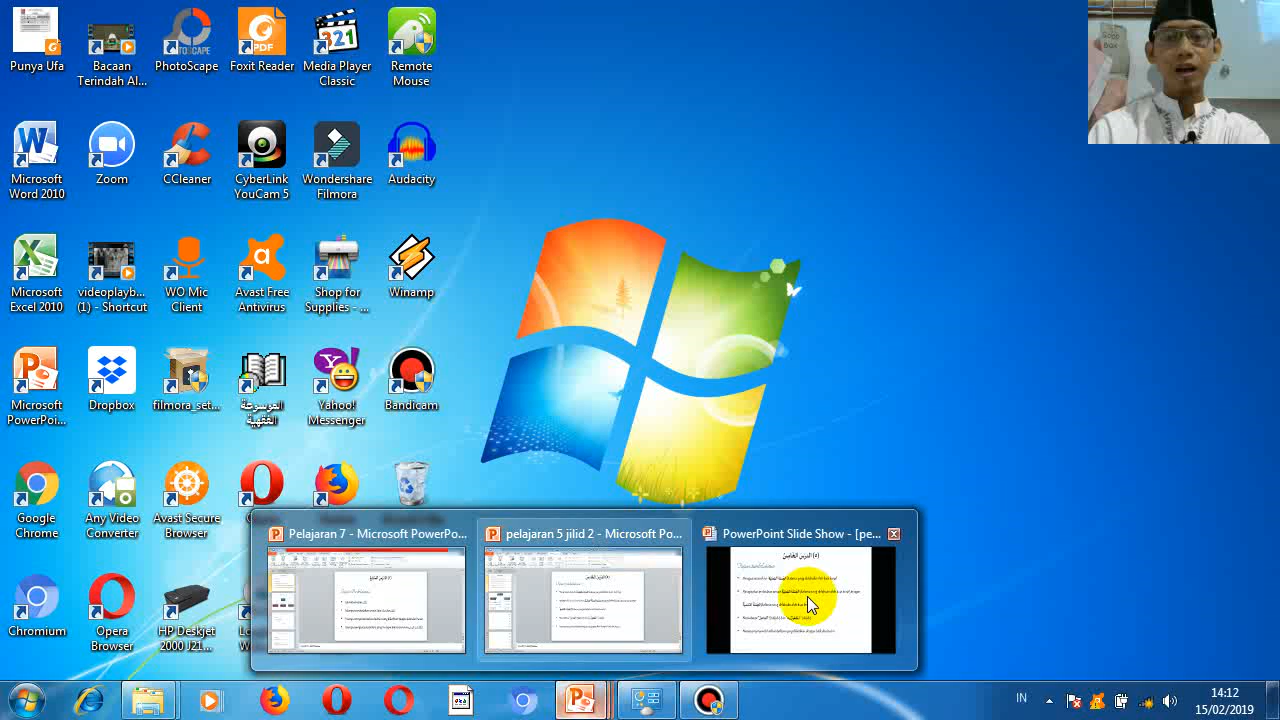 Punya Ufa
Bacaan
Terindah Al...
PhotoScape
Foxit Reader
Media Player
Classic
Remote
Mouse
Microsoft
Word 2010
Zoom
CCleaner
CyberLink
YouCam 5
Wondershare
Filmora
Audacity
Microsoft
Excel 2010
videoplayb...
(1) - Shortcut
WO Mic
Client
Avast Free
Antivirus
Shop for
Supplies - ...
Winamp
Microsoft
PowerPoi...
Dropbox
filmora_set...
الموسوعة
الفقهية
Yahoo!
Messenger
Bandicam
Google
Chrome
Any Video
Converter
Avast Secure
Browser
Chromium
Opera
Browser
HP Deskjet
2000 J21...
Pelajaran 7 - Microsoft PowerPo...
pelajaran 5 jilid 2 - Microsoft Po...
PowerPoint Slide Show - [pe...
IN
14:12
15/02/2019